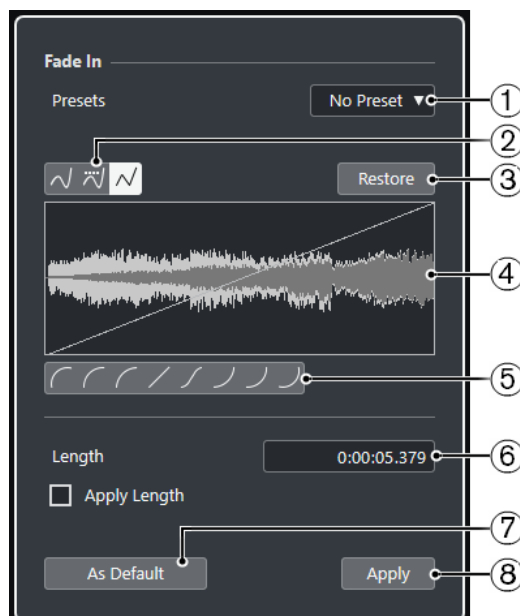 Fade In
Presets
No Preset ▼
1
2
3
Restore
4
5
Length
0:00:05.379
6
Apply Length
7
As Default
Apply
8